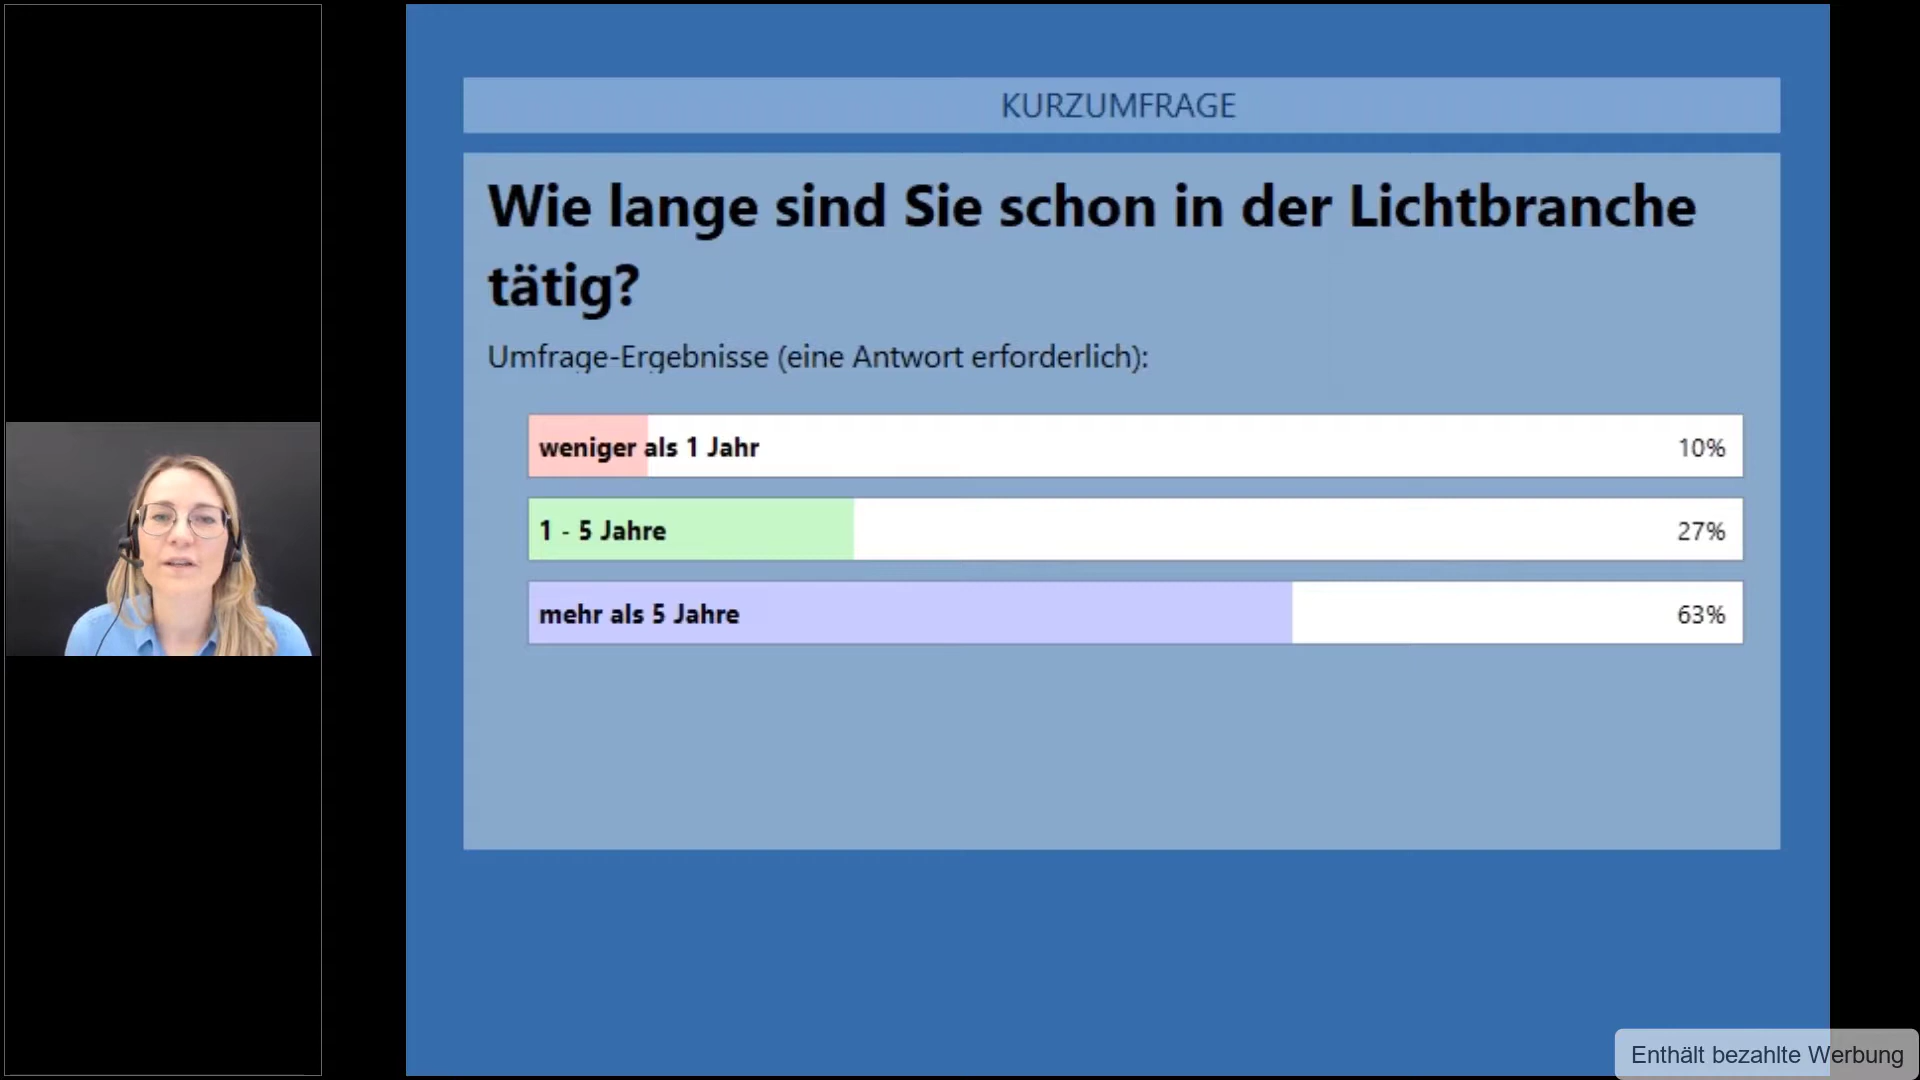 KURZUMFRAGE
Wie lange sind Sie schon in der Lichtbranche
tätig?
Umfrage-Ergebnisse (eine Antwort erforderlich):
weniger als 1 Jahr 10%
1 - 5 Jahre 27%
mehr als 5 Jahre 63%
Enthält bezahlte Werbung